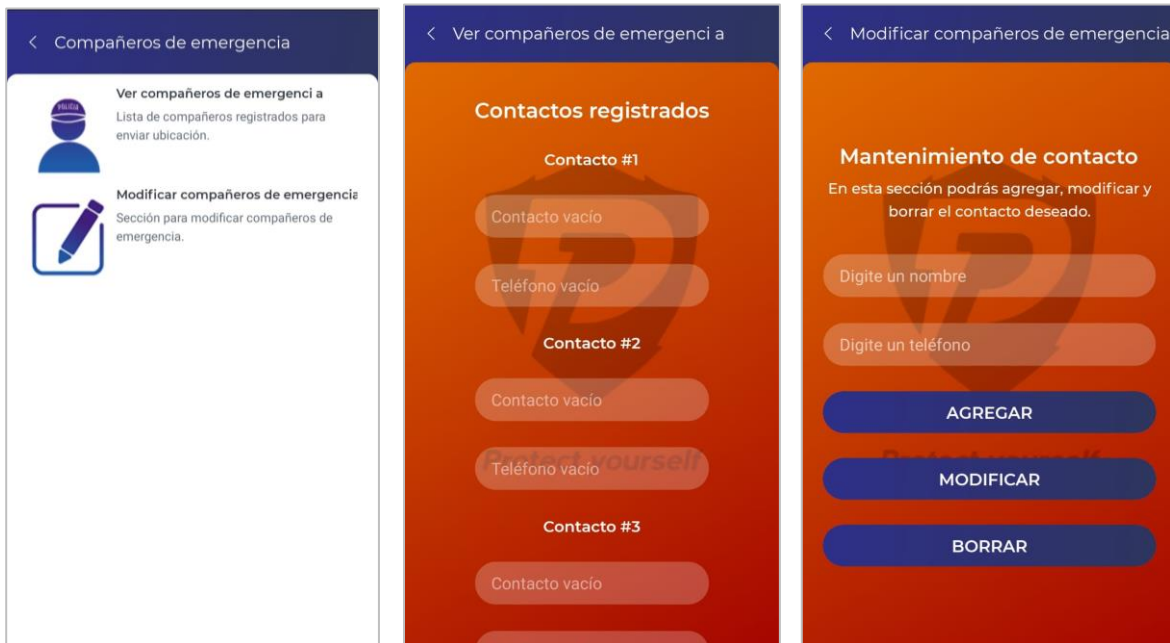 Compañeros de emergencia
POLICIA
Ver compañeros de emergenci a
Lista de compañeros registrados para
enviar ubicación.
Modificar compañeros de emergencia
Sección para modificar compañeros de
emergencia.
Ver compañeros de emergenci a
Contactos registrados
Contacto #1
Contacto vacío
Teléfono vacío
Contacto #2
Contacto vacío
Protect yourself
Teléfono vacío
Contacto #3
Contacto vacío
Modificar compañeros de emergencia
Mantenimiento de contacto
En esta sección podrás agregar, modificar y
borrar el contacto deseado.
Digite un nombre
Digite un teléfono
AGREGAR
Protect yourself
MODIFICAR
BORRAR